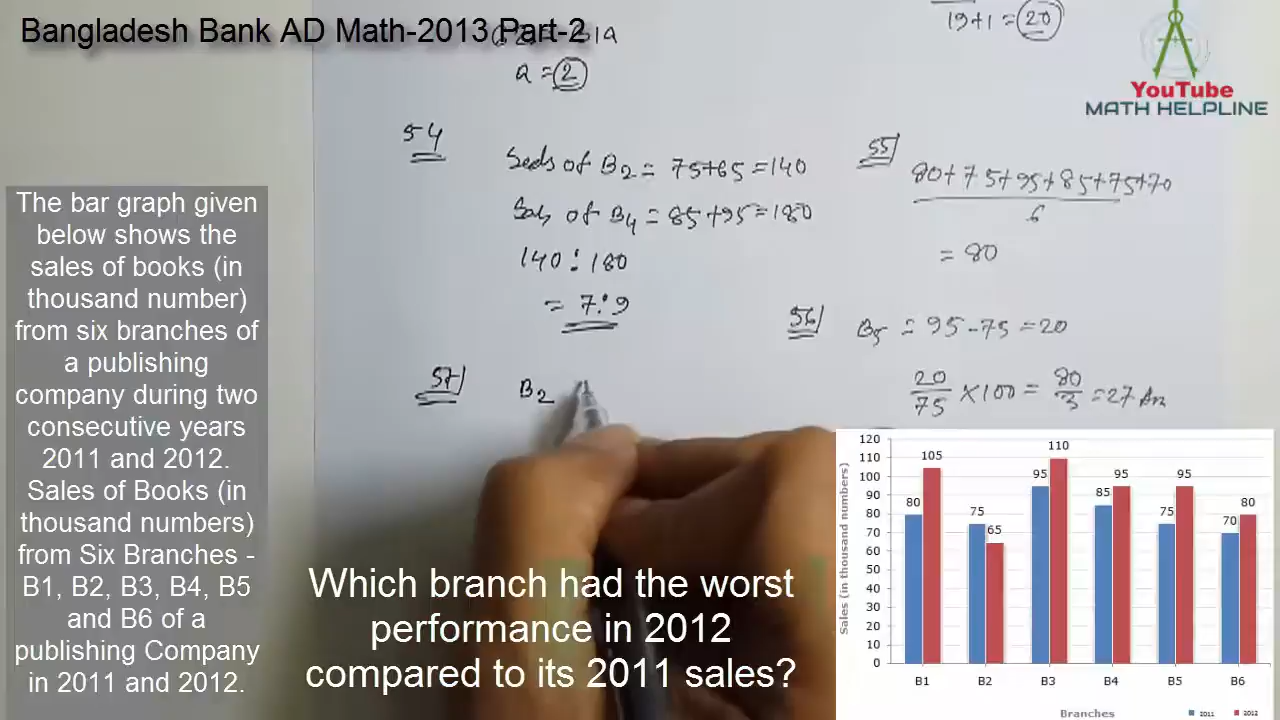 Bangladesh Bank AD Math-2013 Part-2
19+1 = 20
a = 2
YouTube
MATH HELPLINE
54
of B2 = 75+65 = 140
of B4 = 85+95 = 180
140 : 180
= 7:9
55
80+75+95+85+75+70
6
= 80
56
B5 = 95-75 = 20
20/75 × 100 = 80/3 = 27 An
57
B2
The bar graph given
below shows the
sales of books (in
thousand number)
from six branches of
a publishing
company during two
consecutive years
2011 and 2012.
Sales of Books (in
thousand numbers)
from Six Branches -
B1, B2, B3, B4, B5
and B6 of a
publishing Company
in 2011 and 2012.
Which branch had the worst
performance in 2012
compared to its 2011 sales?
Sales (in thousand numbers)
120
110
100
90
80
70
60
50
40
30
20
10
0
80 105
75 65
95 110
85 95
75 95
70 80
B1 B2 B3 B4 B5 B6
Branches
2011 2012